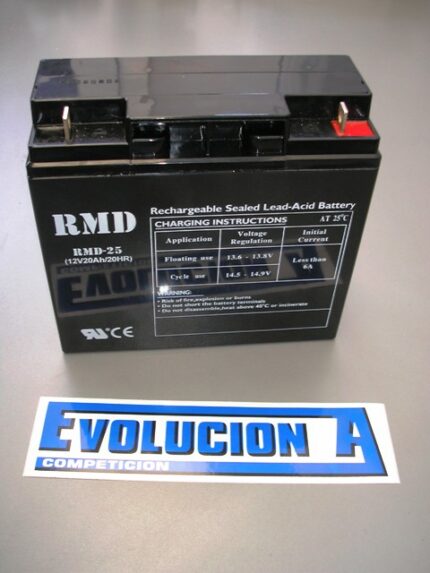 RMD
RMD-25
(12V20Ah/20HR)
Rechargeable Sealed Lead-Acid Battery
CHARGING INSTRUCTIONS AT 25°C
Application Voltage Regulation Initial Current
Floating use 13.6 - 13.8V Less than 6A
Cycle use 14.5 - 14.9V
WARNING:
• Risk of fire,explosion or burns
• Do not short the battery terminals
• Do not disassemble,heat above 40°C or incinerate
CE
EVOLUCION A
COMPETICION